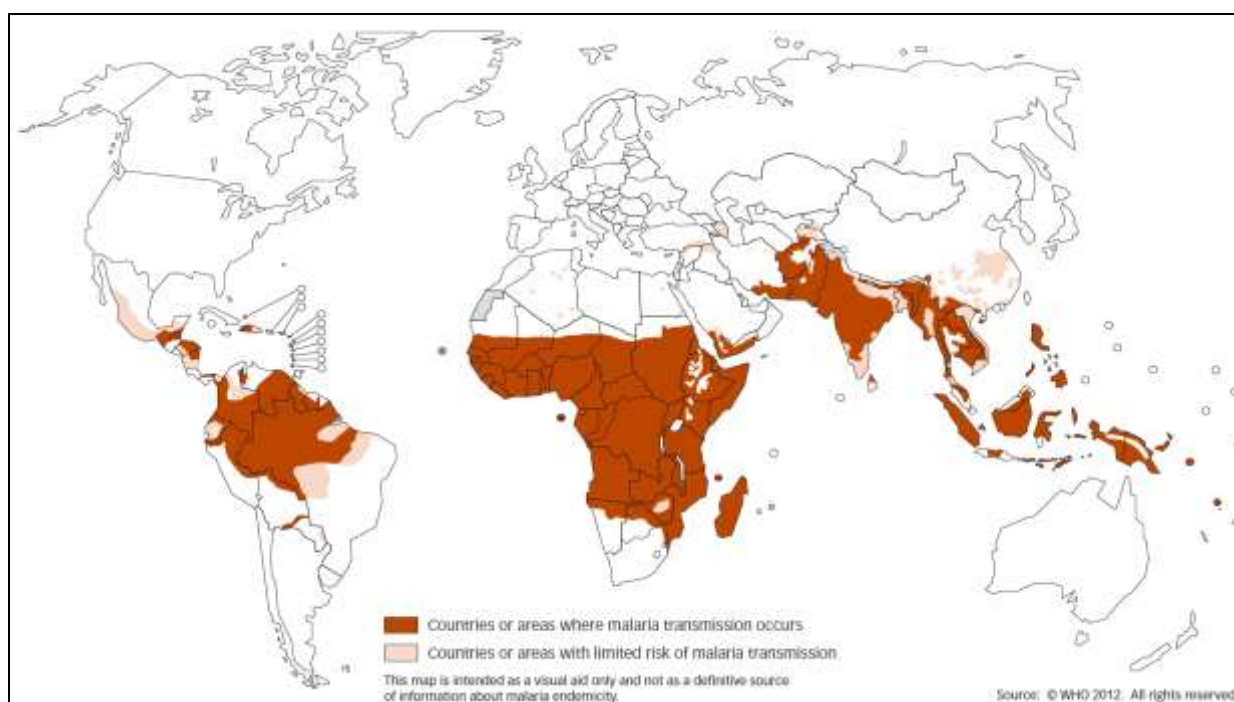 Countries or areas where malaria transmission occurs
Countries or areas with limited risk of malaria transmission
This map is intended as a visual aid only and not as a definitive source
of information about malaria endemicity.
Source: © WHO 2012. All rights reserved